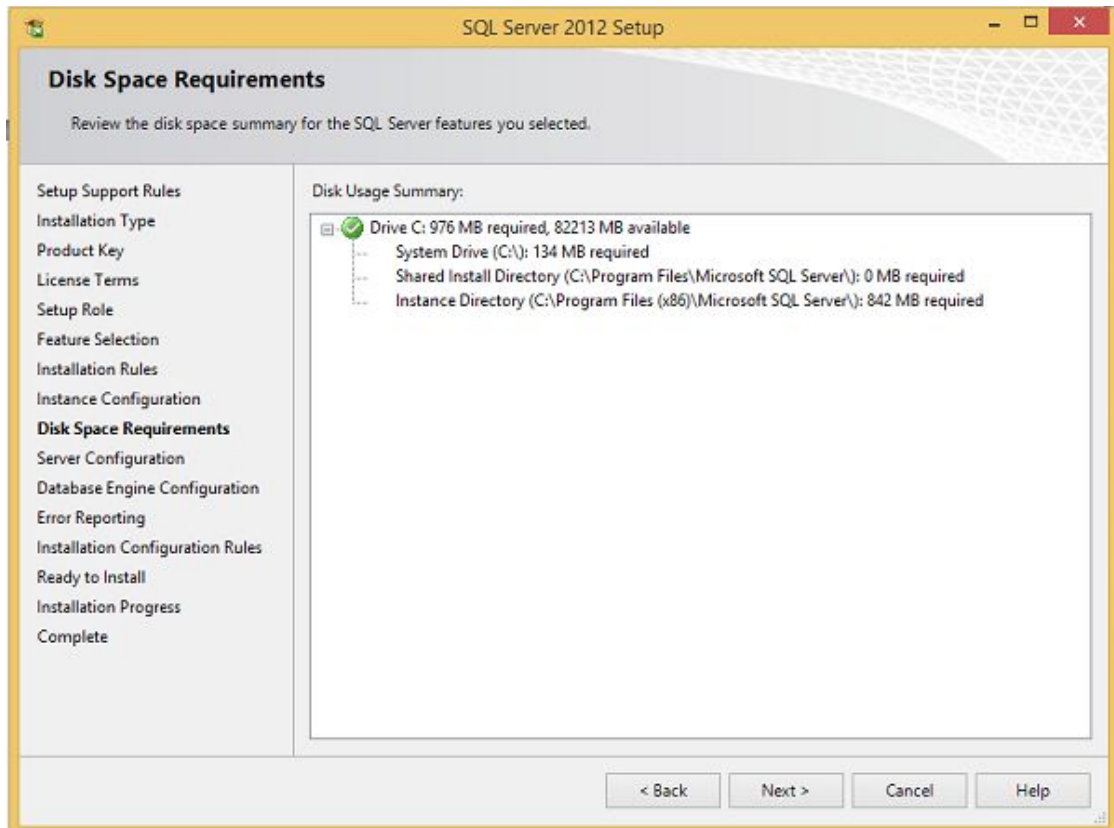 SQL Server 2012 Setup
Disk Space Requirements
Review the disk space summary for the SQL Server features you selected.
Setup Support Rules
Installation Type
Product Key
License Terms
Setup Role
Feature Selection
Installation Rules
Instance Configuration
Disk Space Requirements
Server Configuration
Database Engine Configuration
Error Reporting
Installation Configuration Rules
Ready to Install
Installation Progress
Complete
Disk Usage Summary:
Drive C: 976 MB required, 82213 MB available
System Drive (C:\): 134 MB required
Shared Install Directory (C:\Program Files\Microsoft SQL Server\): 0 MB required
Instance Directory (C:\Program Files (x86)\Microsoft SQL Server\): 842 MB required
< Back
Next >
Cancel
Help